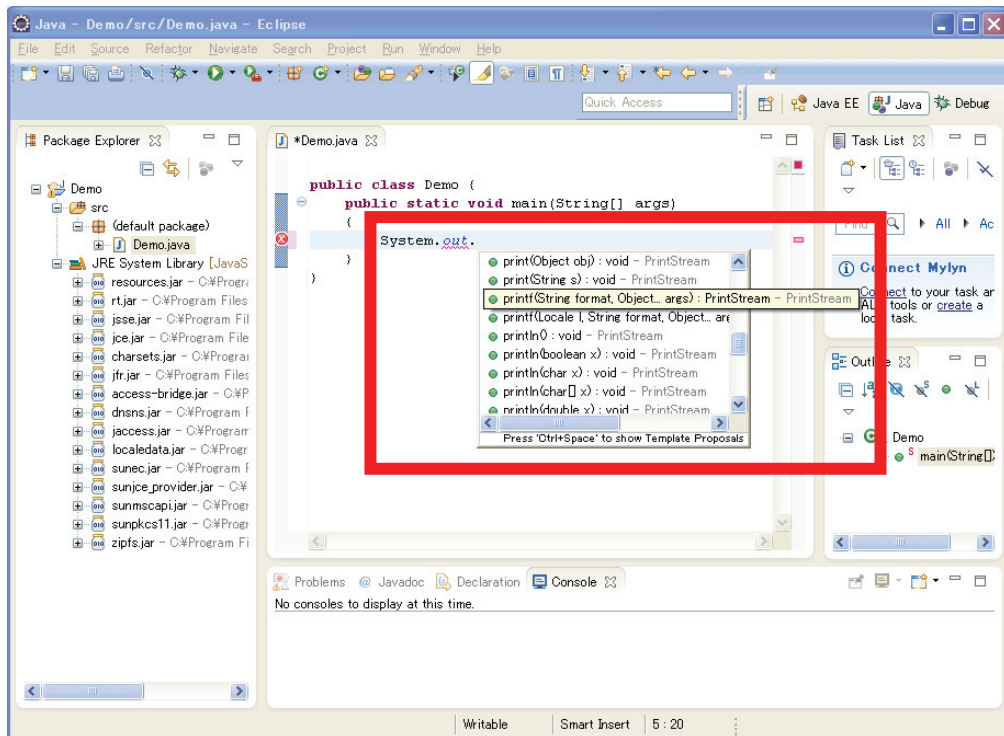 Java - Demo/src/Demo.java - Eclipse
File Edit Source Refactor Navigate Search Project Run Window Help
Quick Access
Java EE Java Debug
Package Explorer
Demo
src
(default package)
Demo.java
JRE System Library [JavaS
resources.jar - C:¥Progra
rt.jar - C:¥Program Files
jsse.jar - C:¥Program Fil
jce.jar - C:¥Program File
charsets.jar - C:¥Prograi
jfr.jar - C:¥Program Files
access-bridge.jar - C:¥P
dnsns.jar - C:¥Program F
jaccess.jar - C:¥Program
localedata.jar - C:¥Progr
sunec.jar - C:¥Program F
sunjce_provider.jar - C:¥
sunmscapi.jar - C:¥Progr
sunpkcs11.jar - C:¥Progr
zipfs.jar - C:¥Program Fi
*Demo.java
public class Demo {
public static void main(String[] args)
{
System.out.
}
}
print(Object obj) : void - PrintStream
print(String s) : void - PrintStream
printf(String format, Object... args) : PrintStream - PrintStream
printf(Locale l, String format, Object... are
println() : void - PrintStream
println(boolean x) : void - PrintStream
println(char x) : void - PrintStream
println(char[] x) : void - PrintStream
println(double x) : void - PrintStream
Press 'Ctrl+Space' to show Template Proposals
Task List
All Ac
Connect Mylyn
Connect to your task ar
tools or create a
task.
Demo
main(String[]
Problems @ Javadoc Declaration Console
No consoles to display at this time.
Writable Smart Insert 5 : 20